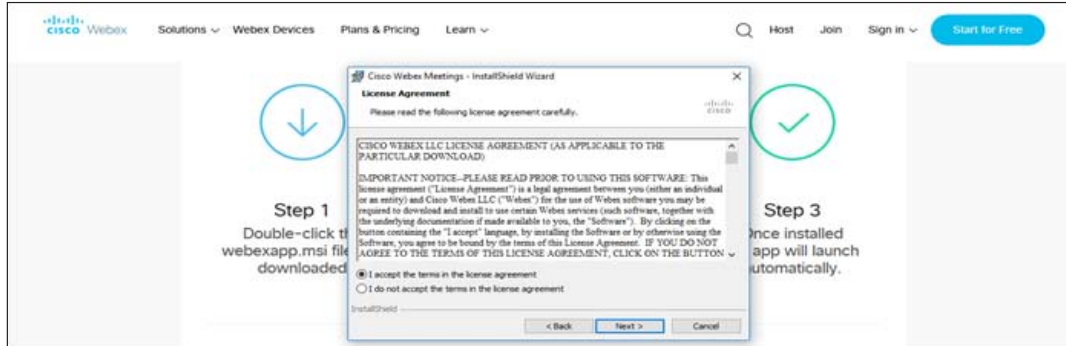 CISCO Webex
Solutions
Webex Devices
Plans & Pricing
Learn
Host
Join
Sign in
Start for Free
Cisco Webex Meetings - InstallShield Wizard
License Agreement
Please read the following license agreement carefully.
CISCO
CISCO WEBEX LLC LICENSE AGREEMENT (AS APPLICABLE TO THE
PARTICULAR DOWNLOAD)
IMPORTANT NOTICE--PLEASE READ PRIOR TO USING THIS SOFTWARE: This
license agreement ("License Agreement") is a legal agreement between you (either an individual
or an entity) and Cisco Webex LLC ("Webex") for the use of Webex software you may be
required to download and install to use certain Webex services (such software, together with
the underlying documentation if made available to you, the "Software"). By clicking on the
button containing the "I accept" language, by installing the Software or by otherwise using the
Software, you agree to be bound by the terms of this License Agreement. IF YOU DO NOT
AGREE TO THE TERMS OF THIS LICENSE AGREEMENT, CLICK ON THE BUTTON
I accept the terms in the license agreement
I do not accept the terms in the license agreement
InstallShield
< Back
Next >
Cancel
Step 1
Double-click
webexapp.msi
downloaded
Step 3
installed
app will launch